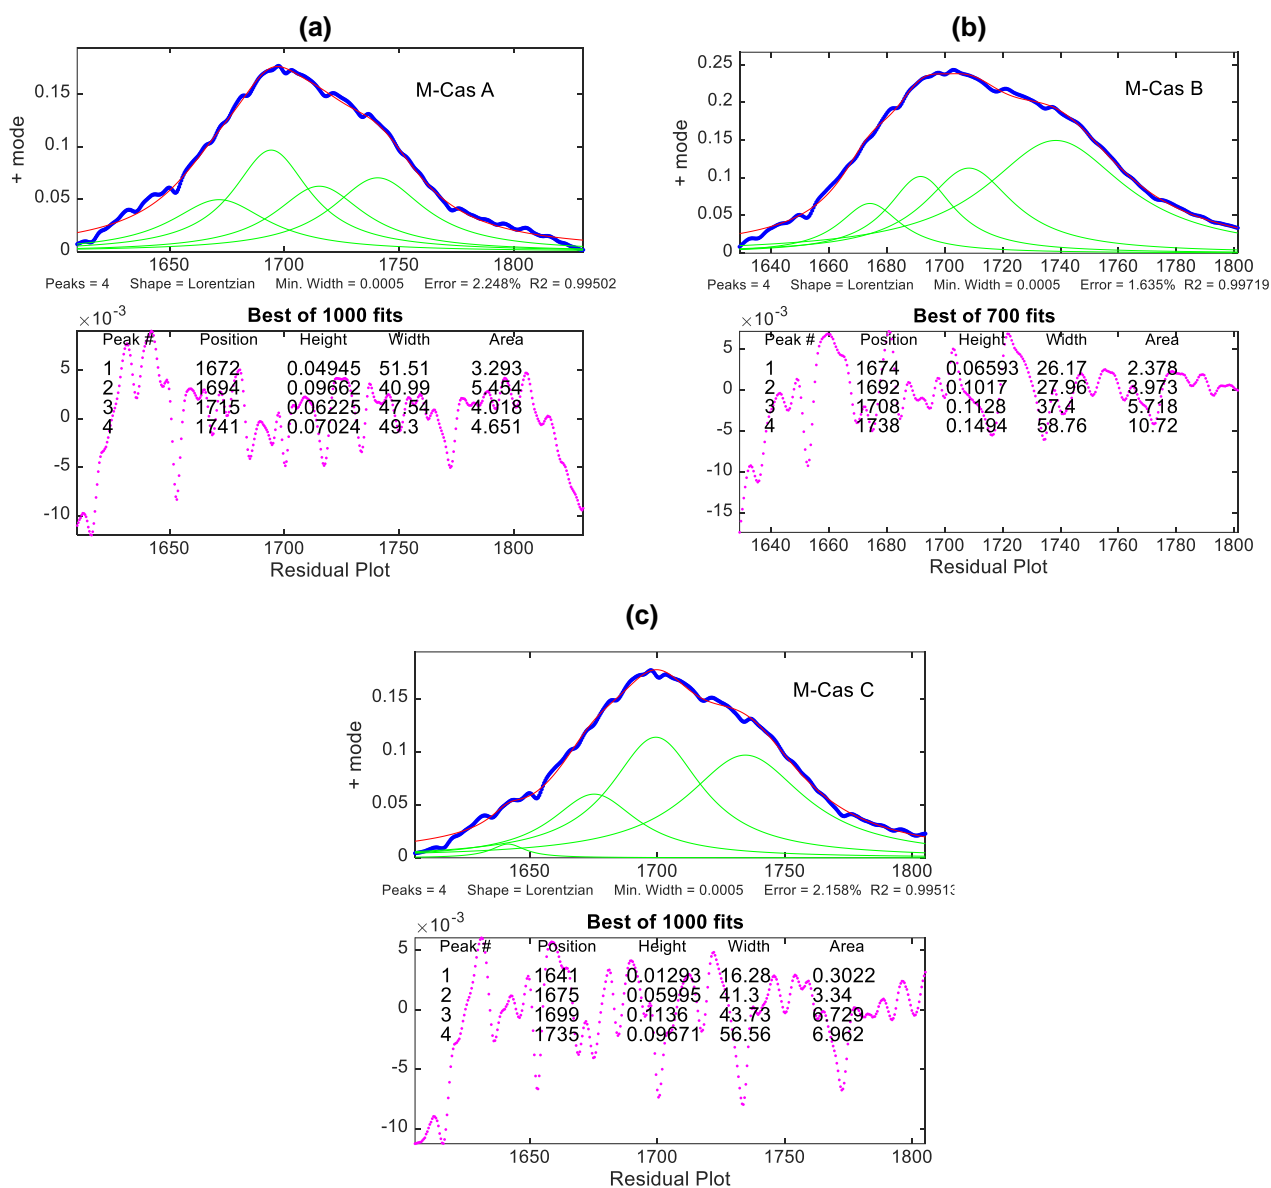 (a)
M-Cas A
+ mode
0.15
0.1
0.05
0
1650 1700 1750 1800
Peaks = 4 Shape = Lorentzian Min. Width = 0.0005 Error = 2.248% R2 = 0.99502
Best of 1000 fits
×10⁻³
Peak # Position Height Width Area
1 1672 0.04945 51.51 3.293
2 1694 0.09662 40.99 5.454
3 1715 0.06225 47.54 4.018
4 1741 0.07024 49.3 4.651
5
0
-5
-10
1650 1700 1750 1800
Residual Plot
(b)
M-Cas B
+ mode
0.25
0.2
0.15
0.1
0.05
0
1640 1660 1680 1700 1720 1740 1760 1780 1800
Peaks = 4 Shape = Lorentzian Min. Width = 0.0005 Error = 1.635% R2 = 0.99719
Best of 700 fits
×10⁻³
Peak # Position Height Width Area
1 1674 0.06593 26.17 2.378
2 1692 0.1017 27.96 3.973
3 1708 0.1128 37.4 5.718
4 1738 0.1494 58.76 10.72
5
0
-5
-10
-15
1640 1660 1680 1700 1720 1740 1760 1780 1800
Residual Plot
(c)
M-Cas C
+ mode
0.15
0.1
0.05
0
1650 1700 1750 1800
Peaks = 4 Shape = Lorentzian Min. Width = 0.0005 Error = 2.158% R2 = 0.99513
Best of 1000 fits
×10⁻³
Peak # Position Height Width Area
1 1641 0.01293 16.28 0.3022
2 1675 0.05995 41.3 3.34
3 1699 0.1136 43.73 6.729
4 1735 0.09671 56.56 6.962
5
0
-5
-10
1650 1700 1750 1800
Residual Plot